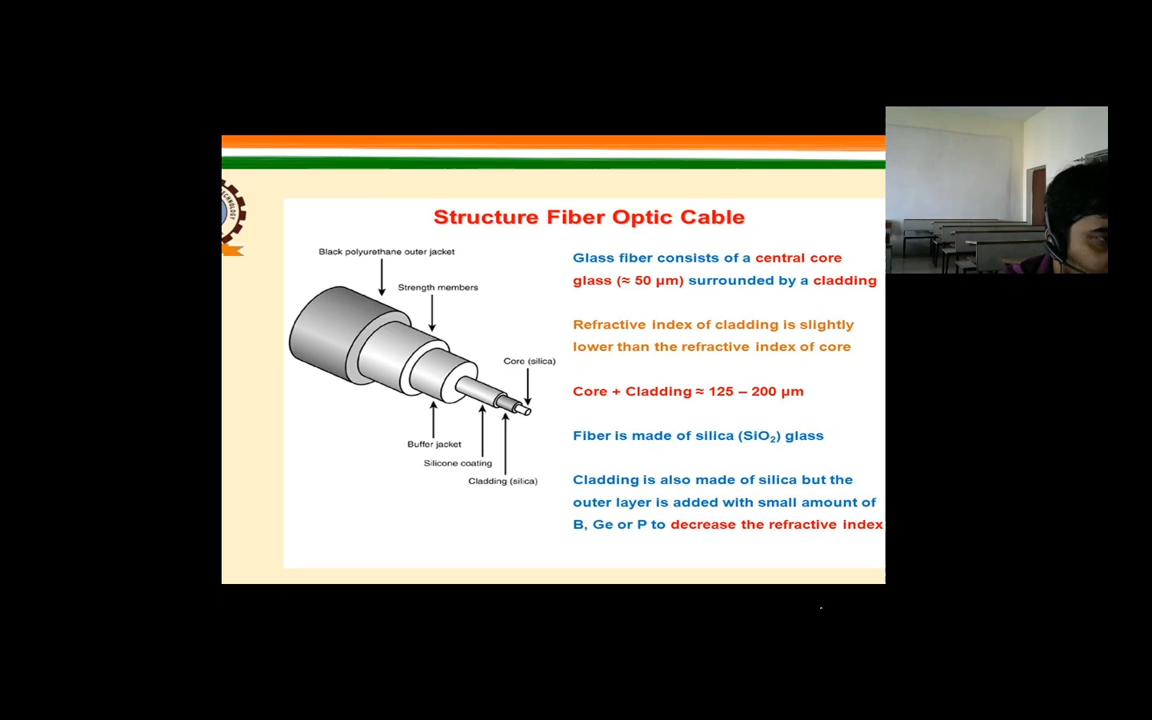 TECHNOLOGY
Structure Fiber Optic Cable
Black polyurethane outer jacket
Strength members
Core (silica)
Buffer jacket
Silicone coating
Cladding (silica)
Glass fiber consists of a central core
glass (≈ 50 μm) surrounded by a cladding
Refractive index of cladding is slightly
lower than the refractive index of core
Core + Cladding ≈ 125 – 200 μm
Fiber is made of silica (SiO₂) glass
Cladding is also made of silica but the
outer layer is added with small amount of
B, Ge or P to decrease the refractive index